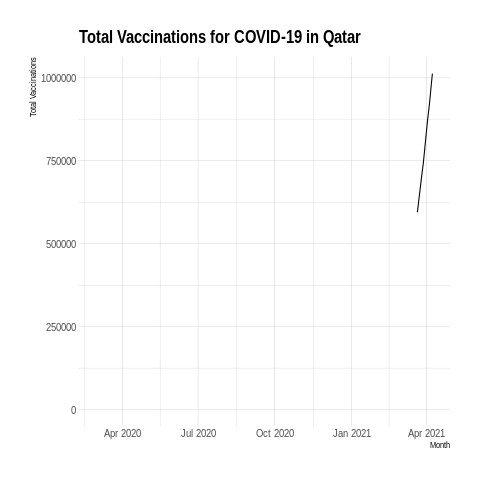 Total Vaccinations for COVID-19 in Qatar
Total Vaccinations
1000000
750000
500000
250000
0
Apr 2020
Jul 2020
Oct 2020
Jan 2021
Apr 2021
Month